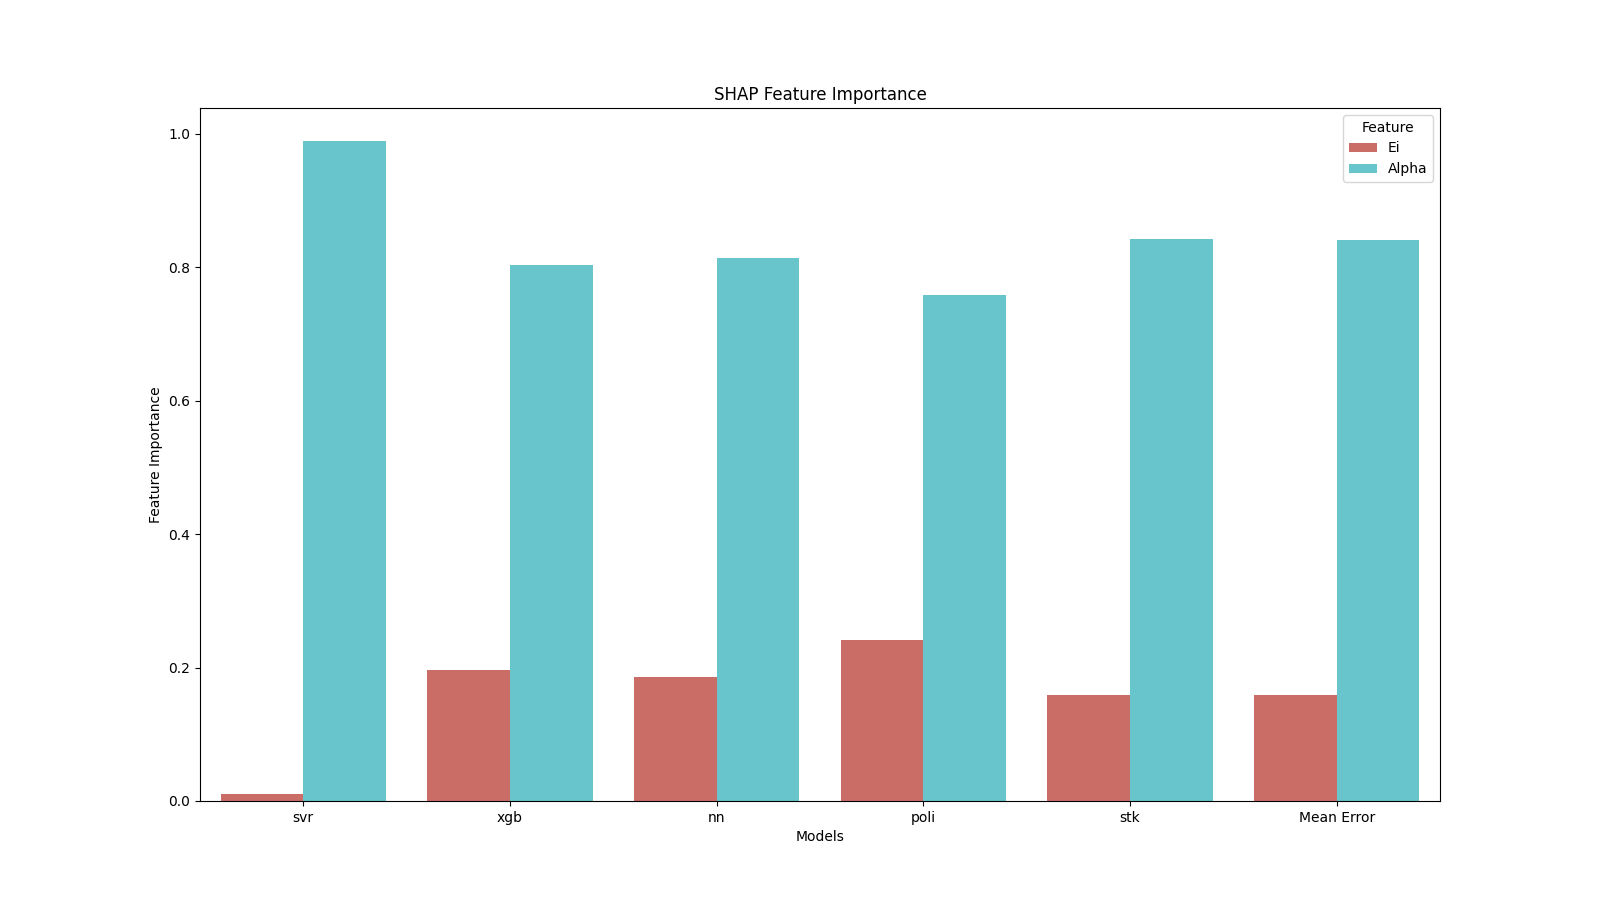 SHAP Feature Importance
Feature
Ei
Alpha
1.0
0.8
0.6
0.4
0.2
0.0
Feature Importance
svr xgb nn poli stk Mean Error
Models